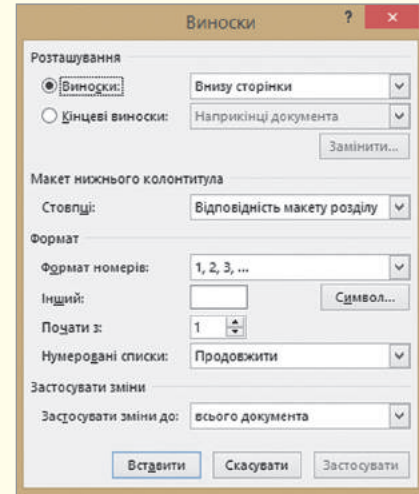 Виноски ?
Розташування
Виноски: Внизу сторінки
Кінцеві виноски: Наприкінці документа
Замінити...
Макет нижнього колонтитула
Стовпці: Відповідність макету розділу
Формат
Формат номерів: 1, 2, 3, ...
Інший: Символ...
Почати з: 1
Нумеровані списки: Продовжити
Застосувати зміни
Застосувати зміни до: всього документа
Вставити Скасувати Застосувати